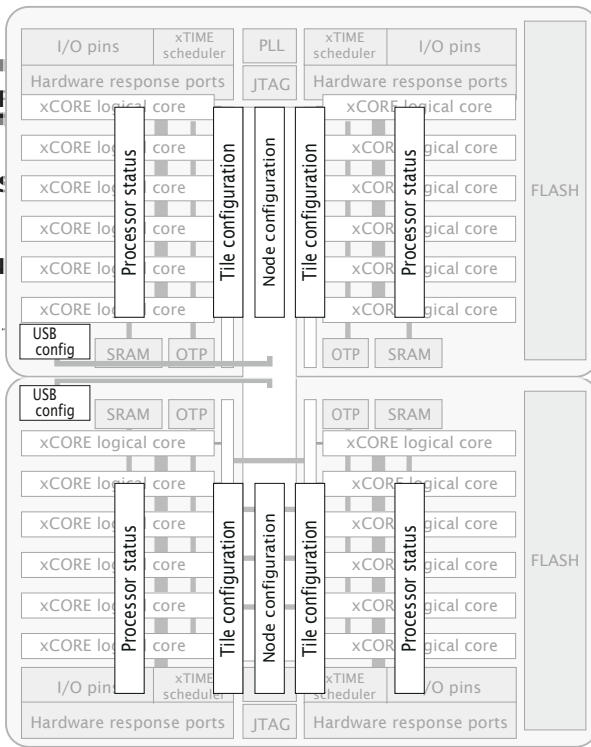 I/O pins
xTIME
scheduler
PLL
xTIME
scheduler
I/O pins
Hardware response ports
JTAG
Hardware response ports
FLASH
xCORE logical core
xCORE logical core
xCORE logical core
xCORE logical core
xCORE logical core
xCORE logical core
xCORE logical core
xCORE logical core
xCORE logical core
xCORE logical core
xCORE logical core
xCORE logical core
Processor status
Tile configuration
Node configuration
Tile configuration
Processor status
USB
config
SRAM
OTP
OTP
SRAM
USB
config
SRAM
OTP
OTP
SRAM
FLASH
xCORE logical core
xCORE logical core
xCORE logical core
xCORE logical core
xCORE logical core
xCORE logical core
xCORE logical core
xCORE logical core
xCORE logical core
xCORE logical core
xCORE logical core
xCORE logical core
Processor status
Tile configuration
Node configuration
Tile configuration
Processor status
I/O pins
xTIME
scheduler
xTIME
scheduler
I/O pins
Hardware response ports
JTAG
Hardware response ports